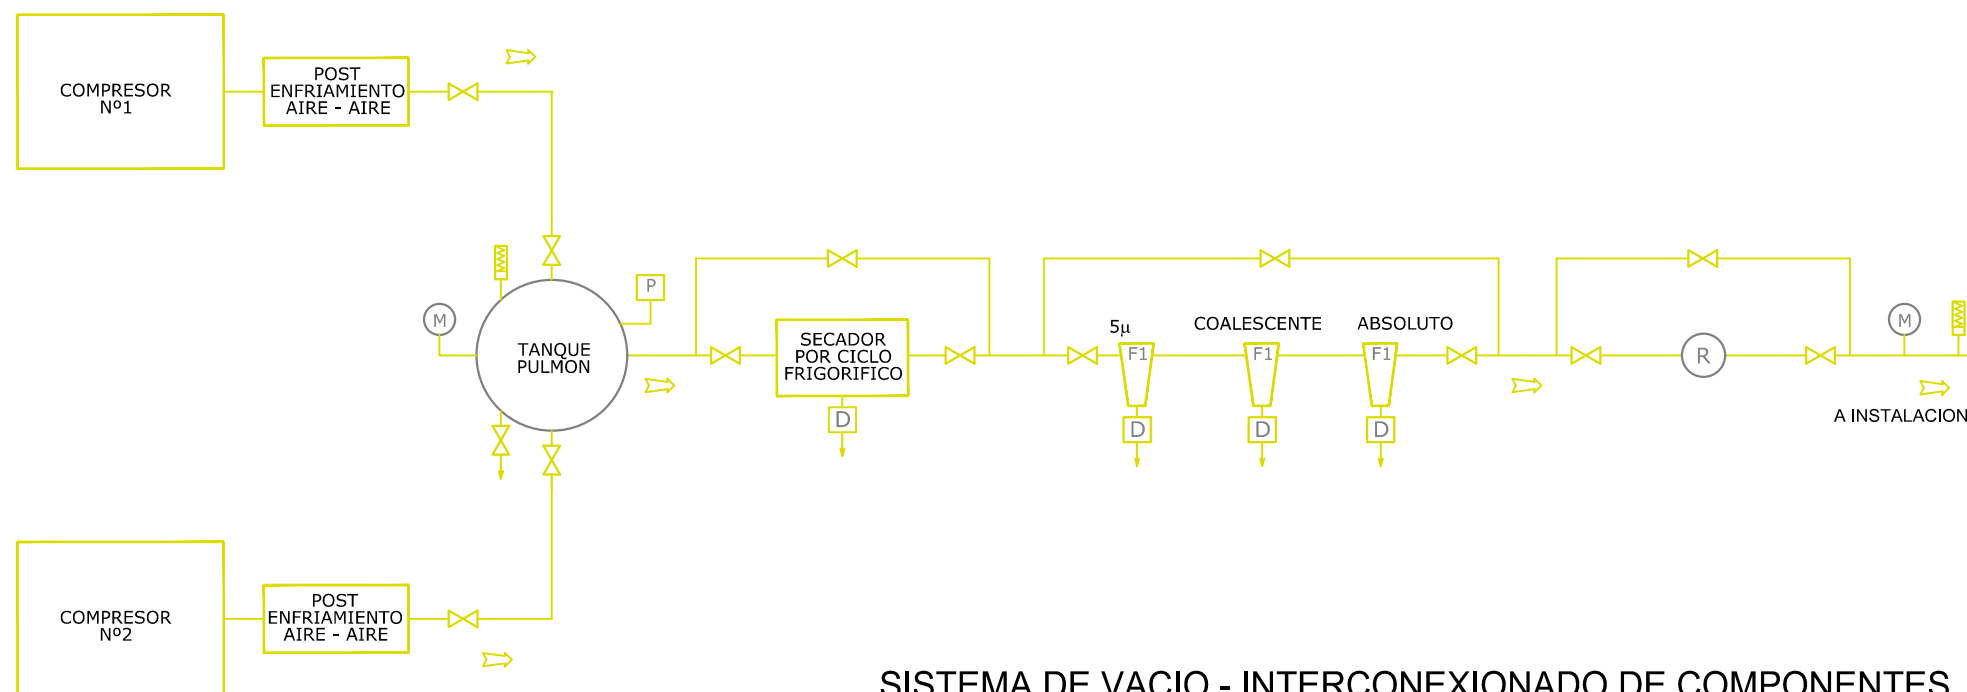 COMPRESOR
Nº1
POST
ENFRIAMIENTO
AIRE - AIRE
M
TANQUE
PULMON
P
SECADOR
POR CICLO
FRIGORIFICO
D
5µ
F1
D
COALESCENTE
F1
D
ABSOLUTO
F1
D
R
M
A INSTALACION
COMPRESOR
Nº2
POST
ENFRIAMIENTO
AIRE - AIRE
SISTEMA DE VACIO - INTERCONEXIONADO DE COMPONENTES